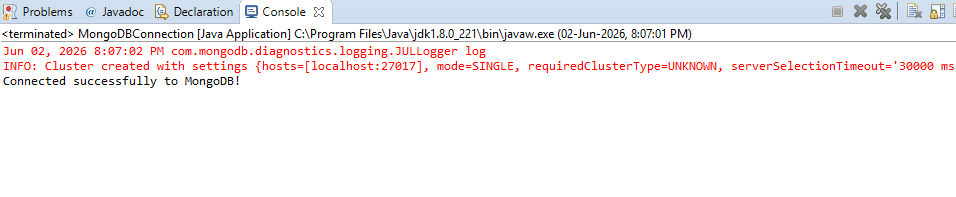 Problems @ Javadoc Declaration Console
<terminated> MongoDBConnection [Java Application] C:\Program Files\Java\jdk1.8.0_221\bin\javaw.exe (02-Jun-2026, 8:07:01 PM)
Jun 02, 2026 8:07:02 PM com.mongodb.diagnostics.logging.JULLogger log
INFO: Cluster created with settings {hosts=[localhost:27017], mode=SINGLE, requiredClusterType=UNKNOWN, serverSelectionTimeout='30000 ms
Connected successfully to MongoDB!